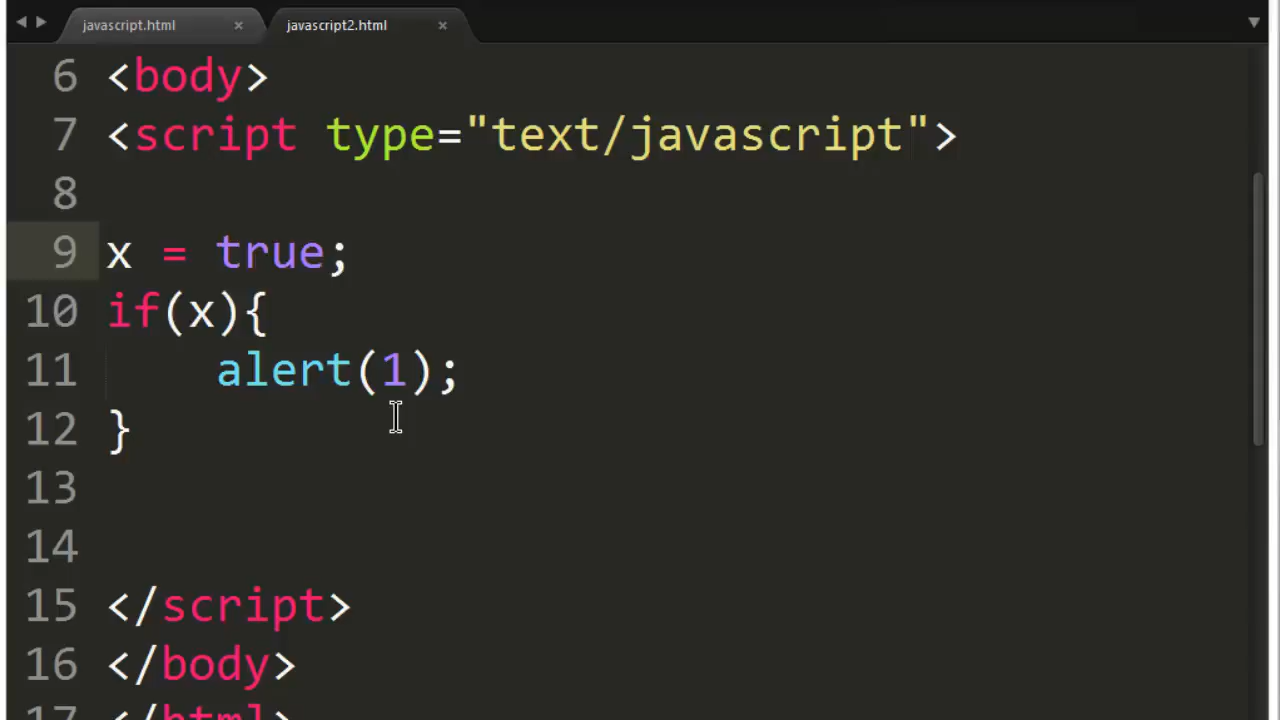 javascript.html × javascript2.html ×
6 <body>
7 <script type="text/javascript">
8
9 x = true;
10 if(x){
11 alert(1);
12 }
13
14
15 </script>
16 </body>
17 </html>